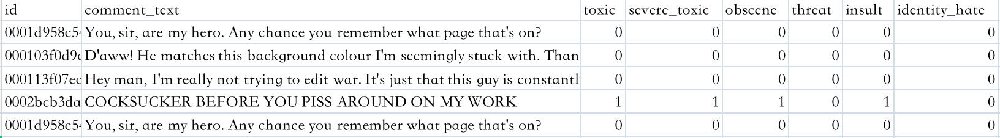 id comment_text toxic severe_toxic obscene threat insult identity_hate
0001d958c54 You, sir, are my hero. Any chance you remember what page that's on? 0 0 0 0 0 0
000103f0d9c D'aww! He matches this background colour I'm seemingly stuck with. Than 0 0 0 0 0 0
000113f07ec Hey man, I'm really not trying to edit war. It's just that this guy is constantl 0 0 0 0 0 0
0002bcb3da COCKSUCKER BEFORE YOU PISS AROUND ON MY WORK 1 1 1 0 1 0
0001d958c54 You, sir, are my hero. Any chance you remember what page that's on? 0 0 0 0 0 0